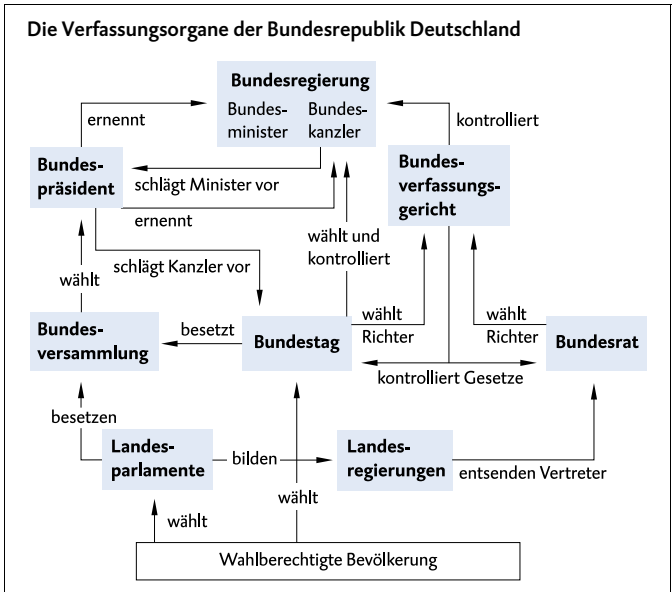 Die Verfassungsorgane der Bundesrepublik Deutschland
Bundesregierung
Bundes-
minister
Bundes-
kanzler
ernennt
kontrolliert
Bundes-
präsident
schlägt Minister vor
ernennt
Bundes-
verfassungs-
gericht
wählt und
kontrolliert
schlägt Kanzler vor
wählt
Bundes-
versammlung
besetzt
Bundestag
wählt
Richter
wählt
Richter
Bundesrat
kontrolliert Gesetze
besetzen
Landes-
parlamente
bilden
Landes-
regierungen
entsenden Vertreter
wählt
wählt
Wahlberechtigte Bevölkerung